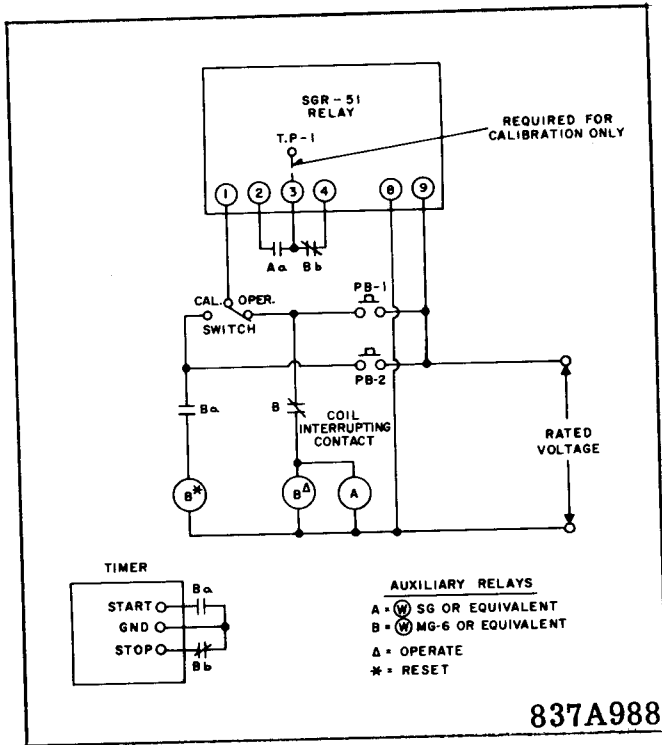 SGR-51
RELAY
T.P-1
REQUIRED FOR
CALIBRATION ONLY
1 2 3 4 8 9
Aa Bb
CAL. OPER.
SWITCH
PB-1
PB-2
Ba
B
COIL
INTERRUPTING
CONTACT
RATED
VOLTAGE
B* BΔ A
TIMER
START
GND
STOP
Ba
Bb
AUXILIARY RELAYS
A = W SG OR EQUIVALENT
B = W MG-6 OR EQUIVALENT
Δ = OPERATE
* = RESET
837A988